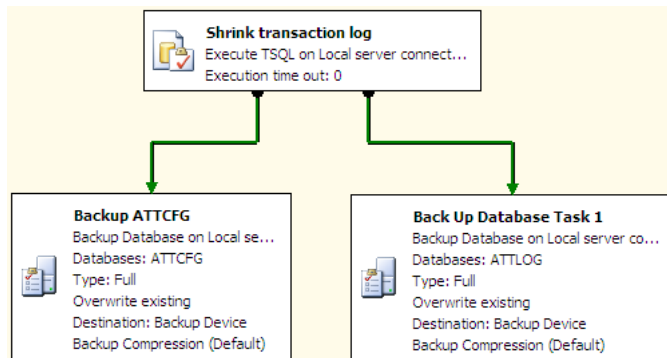 Shrink transaction log
Execute TSQL on Local server connect...
Execution time out: 0
Backup ATTCFG
Backup Database on Local se...
Databases: ATTCFG
Type: Full
Overwrite existing
Destination: Backup Device
Backup Compression (Default)
Back Up Database Task 1
Backup Database on Local server co...
Databases: ATTLOG
Type: Full
Overwrite existing
Destination: Backup Device
Backup Compression (Default)